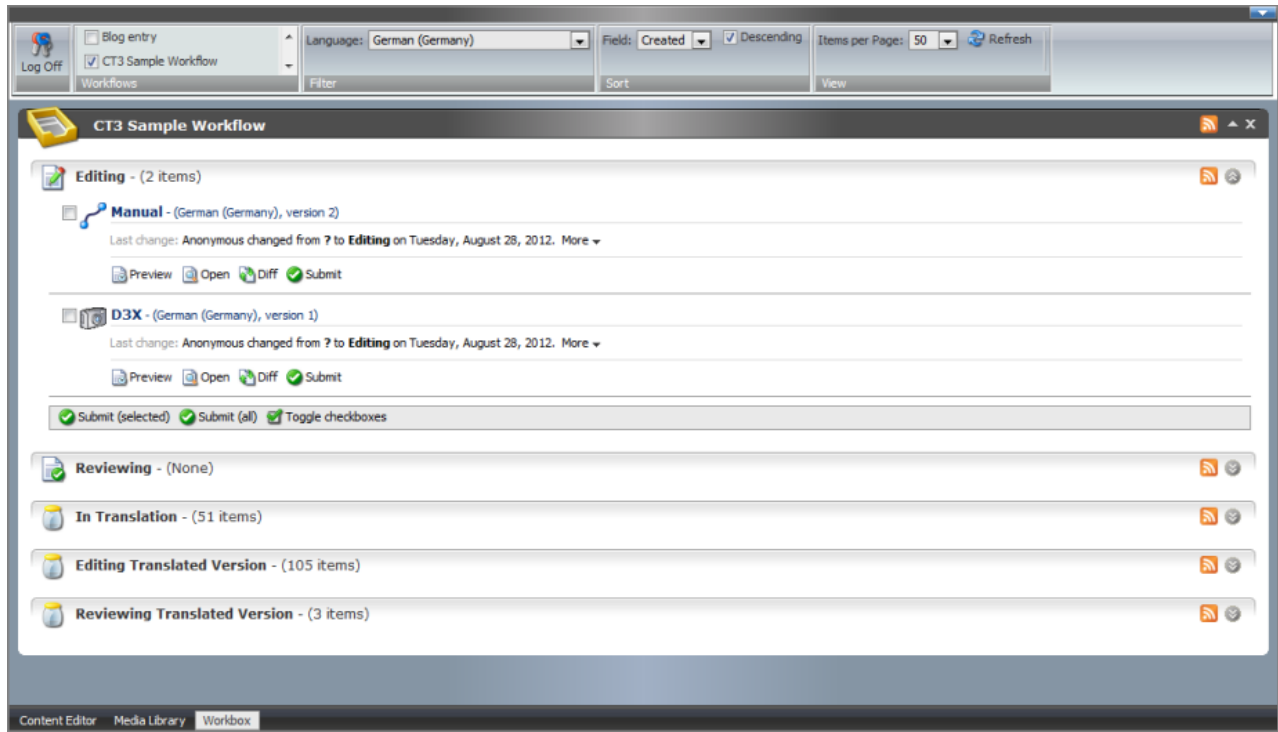 Blog entry
Language: German (Germany)
Field: Created
Descending
Items per Page: 50
Refresh
Log Off
CT3 Sample Workflow
Workflows
Filter
Sort
View
CT3 Sample Workflow
X
Editing - (2 items)
Manual - (German (Germany), version 2)
Last change: Anonymous changed from ? to Editing on Tuesday, August 28, 2012. More
Preview Open Diff Submit
D3X - (German (Germany), version 1)
Last change: Anonymous changed from ? to Editing on Tuesday, August 28, 2012. More
Preview Open Diff Submit
Submit (selected) Submit (all) Toggle checkboxes
Reviewing - (None)
In Translation - (51 items)
Editing Translated Version - (105 items)
Reviewing Translated Version - (3 items)
Content Editor Media Library Workbox